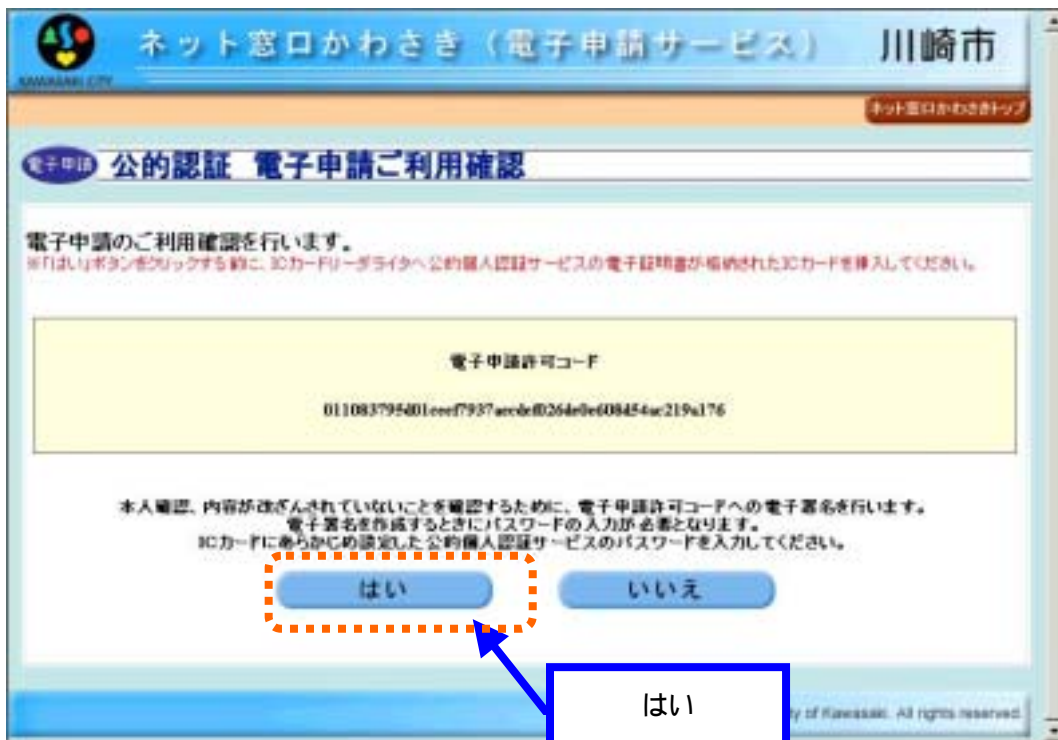 KAWASAKI CITY
ネット窓口かわさき（電子申請サービス）
川崎市
ネット窓口かわさきトップ
電子申請 公的認証 電子申請ご利用確認
電子申請のご利用確認を行います。
※「はい」ボタンをクリックする前に、ICカードリーダライタへ公的個人認証サービスの電子証明書が格納されたICカードを挿入してください。
電子申請許可コード
本人確認、内容が改ざんされていないことを確認するために、電子申請許可コードへの電子署名を行います。
電子署名を作成するときにパスワードの入力が必要となります。
ICカードにあらかじめ設定した公的個人認証サービスのパスワードを入力してください。
はい いいえ
はい
ty of Kawasaki. All rights reserved.